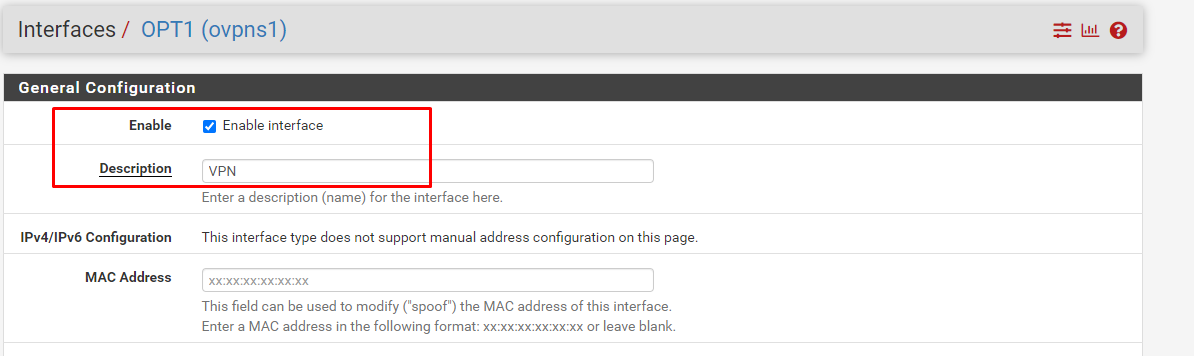 Interfaces / OPT1 (ovpns1)
General Configuration
Enable Enable interface
Description VPN
Enter a description (name) for the interface here.
IPv4/IPv6 Configuration This interface type does not support manual address configuration on this page.
MAC Address xx:xx:xx:xx:xx:xx
This field can be used to modify ("spoof") the MAC address of this interface.
Enter a MAC address in the following format: xx:xx:xx:xx:xx:xx or leave blank.